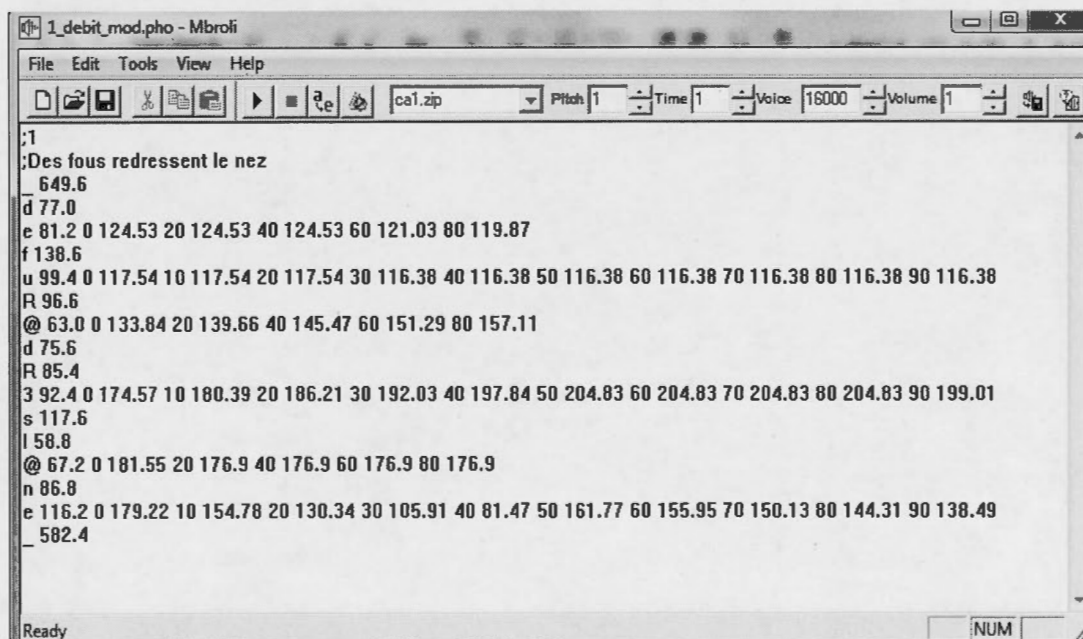 1_debit_mod.pho - Mbroli
File Edit Tools View Help
ca1.zip Pitch 1 Time 1 Voice 16000 Volume 1
;1
;Des fous redressent le nez
_ 649.6
d 77.0
e 81.2 0 124.53 20 124.53 40 124.53 60 121.03 80 119.87
f 138.6
u 99.4 0 117.54 10 117.54 20 117.54 30 116.38 40 116.38 50 116.38 60 116.38 70 116.38 80 116.38 90 116.38
R 96.6
@ 63.0 0 133.84 20 139.66 40 145.47 60 151.29 80 157.11
d 75.6
R 85.4
3 92.4 0 174.57 10 180.39 20 186.21 30 192.03 40 197.84 50 204.83 60 204.83 70 204.83 80 204.83 90 199.01
s 117.6
l 58.8
@ 67.2 0 181.55 20 176.9 40 176.9 60 176.9 80 176.9
n 86.8
e 116.2 0 179.22 10 154.78 20 130.34 30 105.91 40 81.47 50 161.77 60 155.95 70 150.13 80 144.31 90 138.49
_ 582.4
Ready NUM